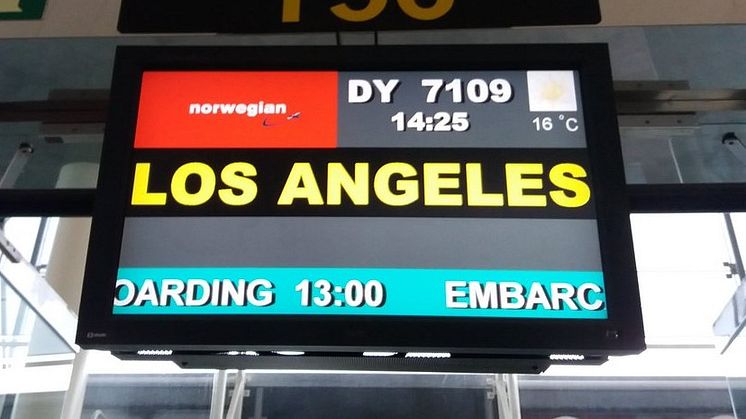 norwegian
DY 7109
14:25
16 °C
LOS ANGELES
OARDING 13:00 EMBARC